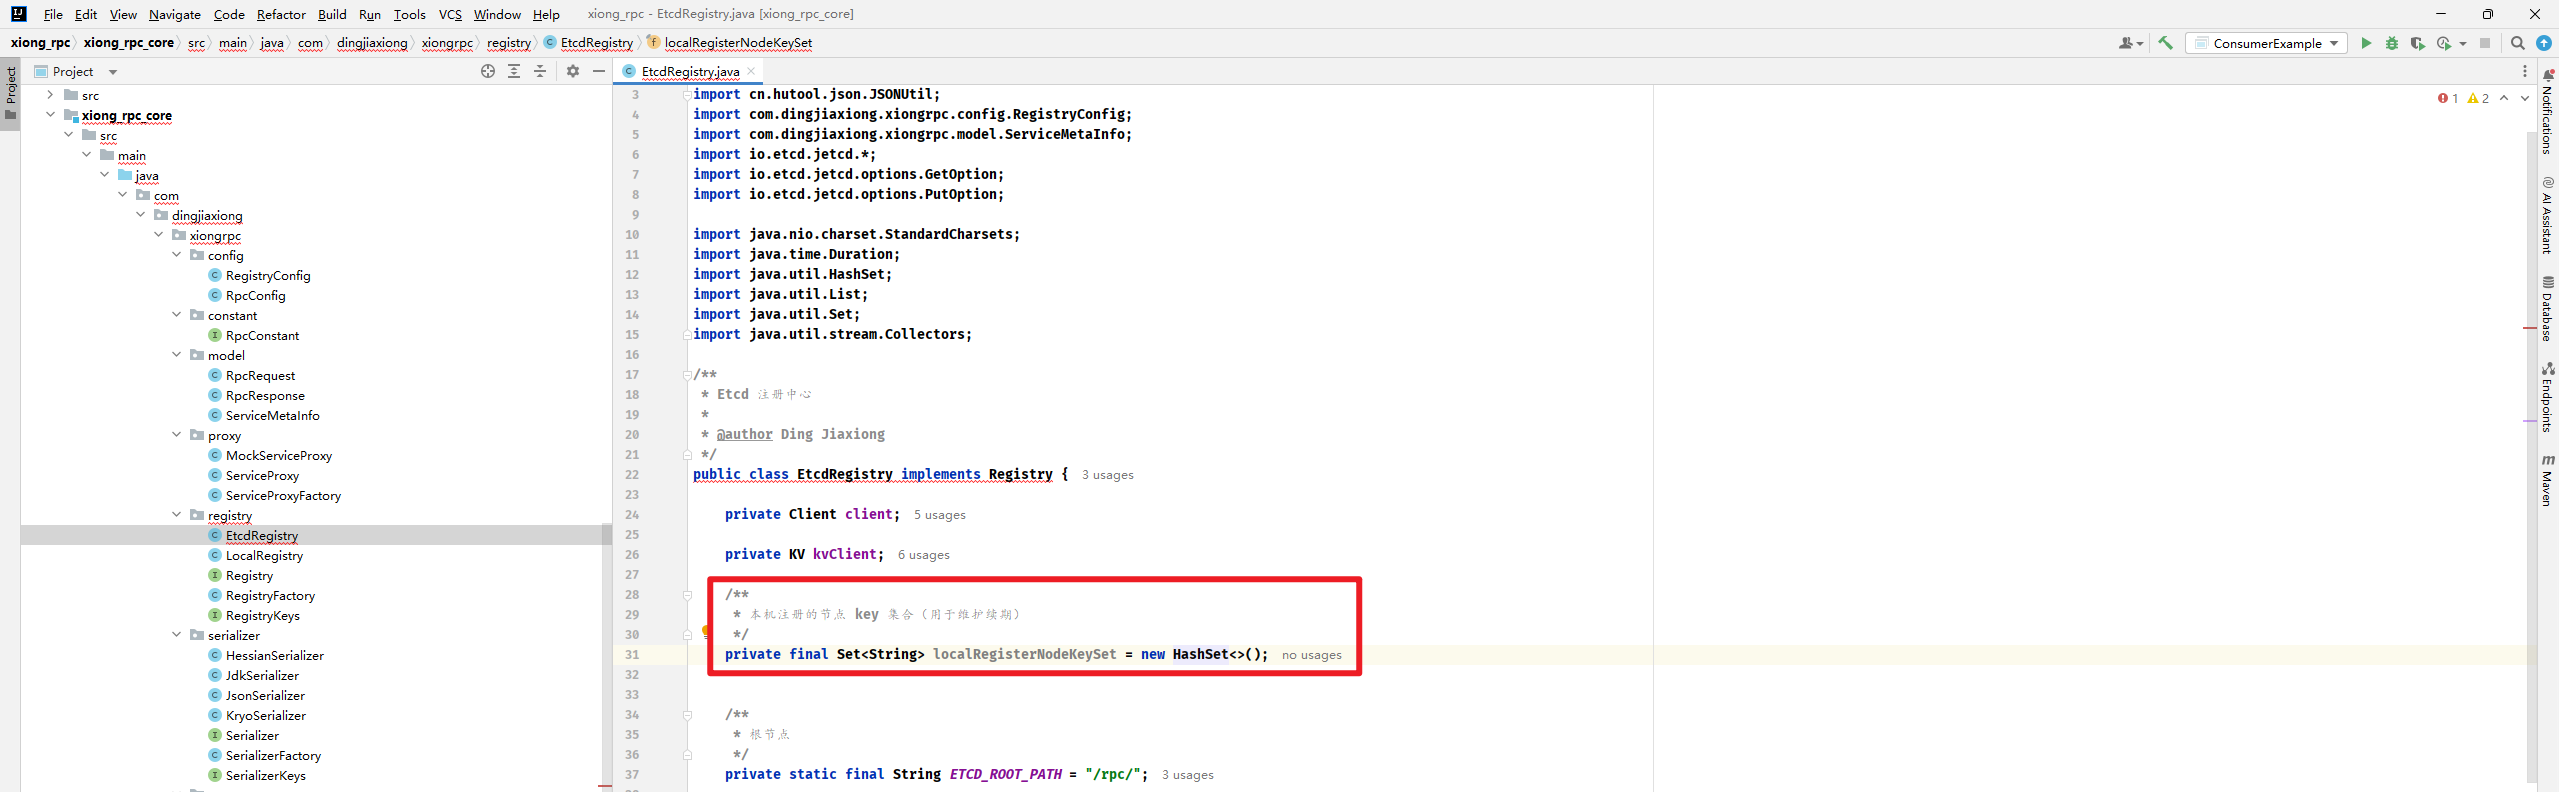 File Edit View Navigate Code Refactor Build Run Tools VCS Window Help xiong_rpc - EtcdRegistry.java [xiong_rpc_core]
xiong_rpc xiong_rpc_core src main java com dingjiaxiong xiongrpc registry EtcdRegistry localRegisterNodeKeySet ConsumerExample
Project
Project
EtcdRegistry.java
src
xiong_rpc_core
src
main
java
com
dingjiaxiong
xiongrpc
config
RegistryConfig
RpcConfig
constant
RpcConstant
model
RpcRequest
RpcResponse
ServiceMetaInfo
proxy
MockServiceProxy
ServiceProxy
ServiceProxyFactory
registry
EtcdRegistry
LocalRegistry
Registry
RegistryFactory
RegistryKeys
serializer
HessianSerializer
JdkSerializer
JsonSerializer
KryoSerializer
Serializer
SerializerFactory
SerializerKeys
3 import cn.hutool.json.JSONUtil;
4 import com.dingjiaxiong.xiongrpc.config.RegistryConfig;
5 import com.dingjiaxiong.xiongrpc.model.ServiceMetaInfo;
6 import io.etcd.jetcd.*;
7 import io.etcd.jetcd.options.GetOption;
8 import io.etcd.jetcd.options.PutOption;
9
10 import java.nio.charset.StandardCharsets;
11 import java.time.Duration;
12 import java.util.HashSet;
13 import java.util.List;
14 import java.util.Set;
15 import java.util.stream.Collectors;
16
17 /**
18 * Etcd 注册中心
19 *
20 * @author Ding Jiaxiong
21 */
22 public class EtcdRegistry implements Registry { 3 usages
23
24 private Client client; 5 usages
25
26 private KV kvClient; 6 usages
27
28 /**
29 * 本机注册的节点 key 集合（用于维护续期）
30 */
31 private final Set<String> localRegisterNodeKeySet = new HashSet<>(); no usages
32
33
34 /**
35 * 根节点
36 */
37 private static final String ETCD_ROOT_PATH = "/rpc/"; 3 usages
1 2
Notifications
AI Assistant
Database
Endpoints
Maven